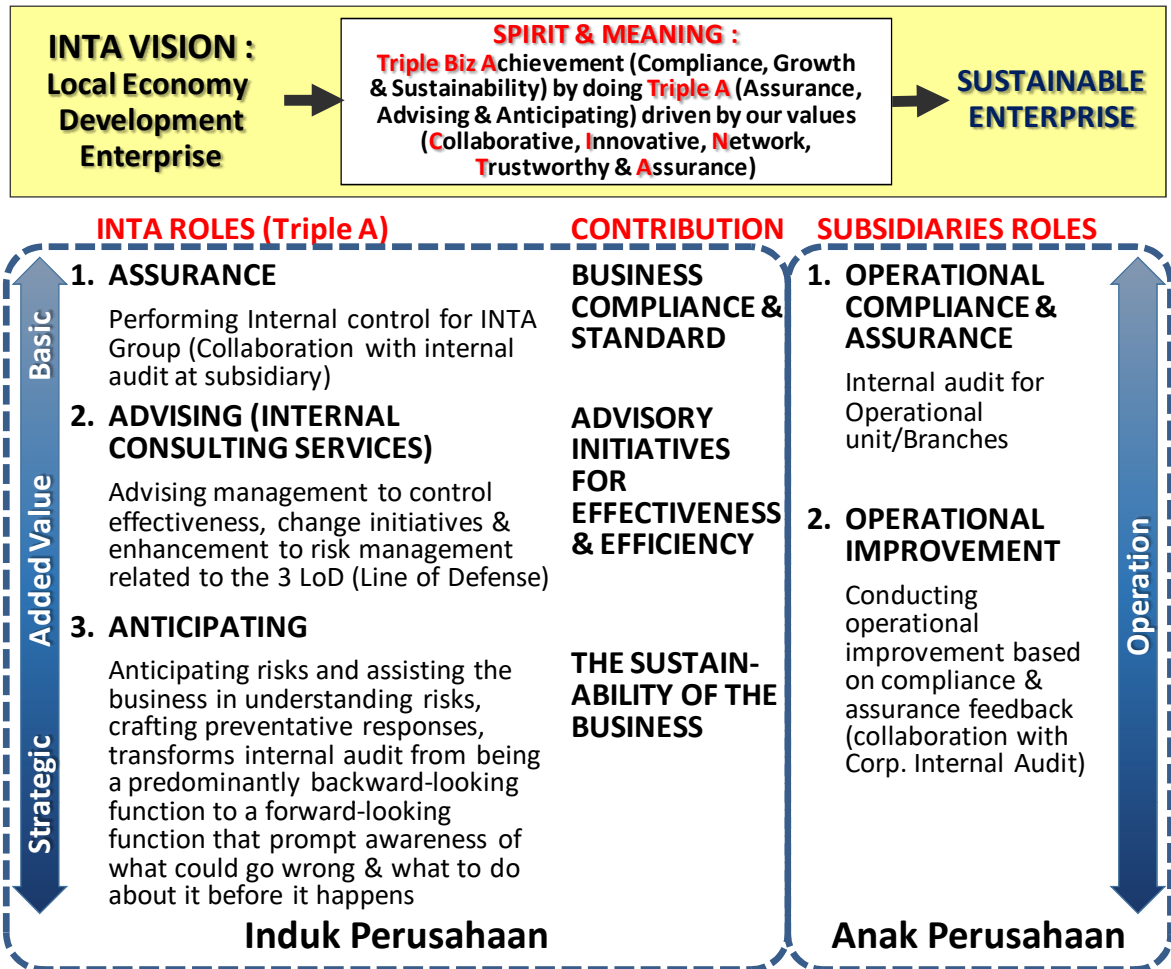 INTA VISION :
Local Economy
Development
Enterprise
SPIRIT & MEANING :
Triple Biz Achievement (Compliance, Growth
& Sustainability) by doing Triple A (Assurance,
Advising & Anticipating) driven by our values
(Collaborative, Innovative, Network,
Trustworthy & Assurance)
SUSTAINABLE
ENTERPRISE
INTA ROLES (Triple A)
CONTRIBUTION
SUBSIDIARIES ROLES
Basic
Added Value
Strategic
1. ASSURANCE
Performing Internal control for INTA
Group (Collaboration with internal
audit at subsidiary)
BUSINESS
COMPLIANCE &
STANDARD
2. ADVISING (INTERNAL
CONSULTING SERVICES)
Advising management to control
effectiveness, change initiatives &
enhancement to risk management
related to the 3 LoD (Line of Defense)
ADVISORY
INITIATIVES
FOR
EFFECTIVENESS
& EFFICIENCY
3. ANTICIPATING
Anticipating risks and assisting the
business in understanding risks,
crafting preventative responses,
transforms internal audit from being
a predominantly backward-looking
function to a forward-looking
function that prompt awareness of
what could go wrong & what to do
about it before it happens
THE SUSTAIN-
ABILITY OF THE
BUSINESS
Induk Perusahaan
1. OPERATIONAL
COMPLIANCE &
ASSURANCE
Internal audit for
Operational
unit/Branches
2. OPERATIONAL
IMPROVEMENT
Conducting
operational
improvement based
on compliance &
assurance feedback
(collaboration with
Corp. Internal Audit)
Operation
Anak Perusahaan